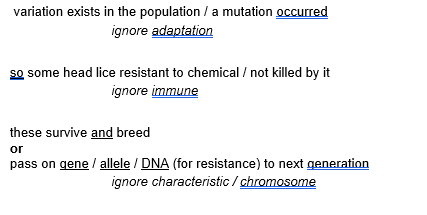 variation exists in the population / a mutation occurred
ignore adaptation
so some head lice resistant to chemical / not killed by it
ignore immune
these survive and breed
or
pass on gene / allele / DNA (for resistance) to next generation
ignore characteristic / chromosome